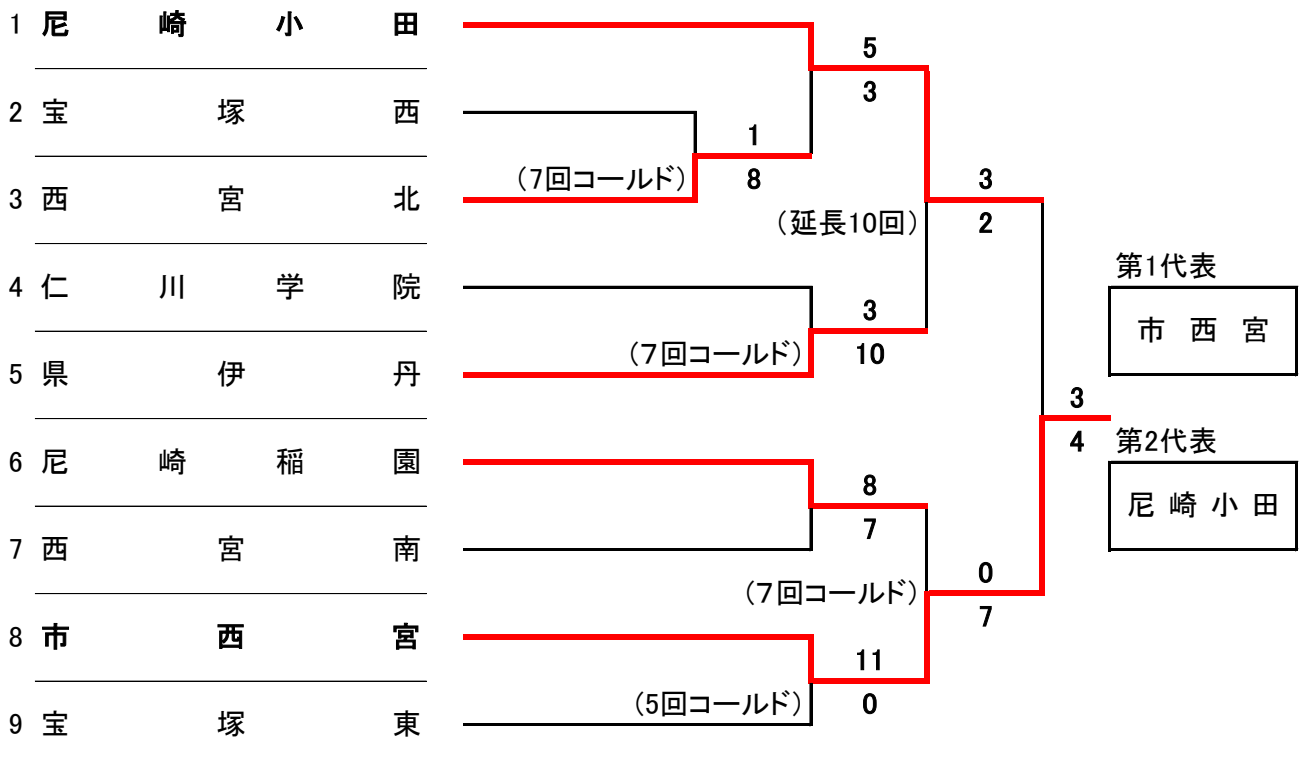 1 尼崎小田
5
3
2 宝塚西
1
(7回コールド) 8
3 西宮北
3
(延長10回) 2
第1代表
4 仁川学院
3
市西宮
(7回コールド) 10
5 県伊丹
3
4 第2代表
6 尼崎稲園
8
尼崎小田
7
7 西宮南
0
(7回コールド)
7
8 市西宮
11
(5回コールド) 0
9 宝塚東